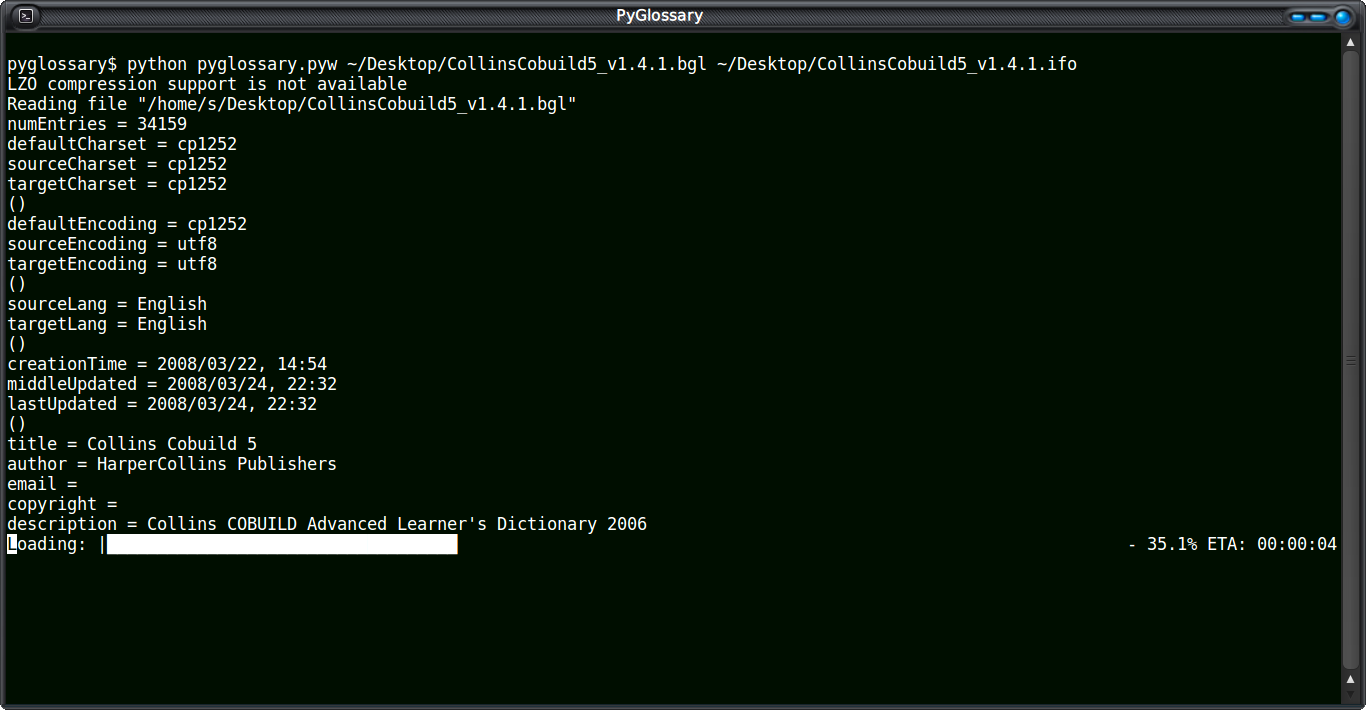 PyGlossary
pyglossary$ python pyglossary.pyw ~/Desktop/CollinsCobuild5_v1.4.1.bgl ~/Desktop/CollinsCobuild5_v1.4.1.ifo
LZO compression support is not available
Reading file "/home/s/Desktop/CollinsCobuild5_v1.4.1.bgl"
numEntries = 34159
defaultCharset = cp1252
sourceCharset = cp1252
targetCharset = cp1252
()
defaultEncoding = cp1252
sourceEncoding = utf8
targetEncoding = utf8
()
sourceLang = English
targetLang = English
()
creationTime = 2008/03/22, 14:54
middleUpdated = 2008/03/24, 22:32
lastUpdated = 2008/03/24, 22:32
()
title = Collins Cobuild 5
author = HarperCollins Publishers
email =
copyright =
description = Collins COBUILD Advanced Learner's Dictionary 2006
Loading: | - 35.1% ETA: 00:00:04